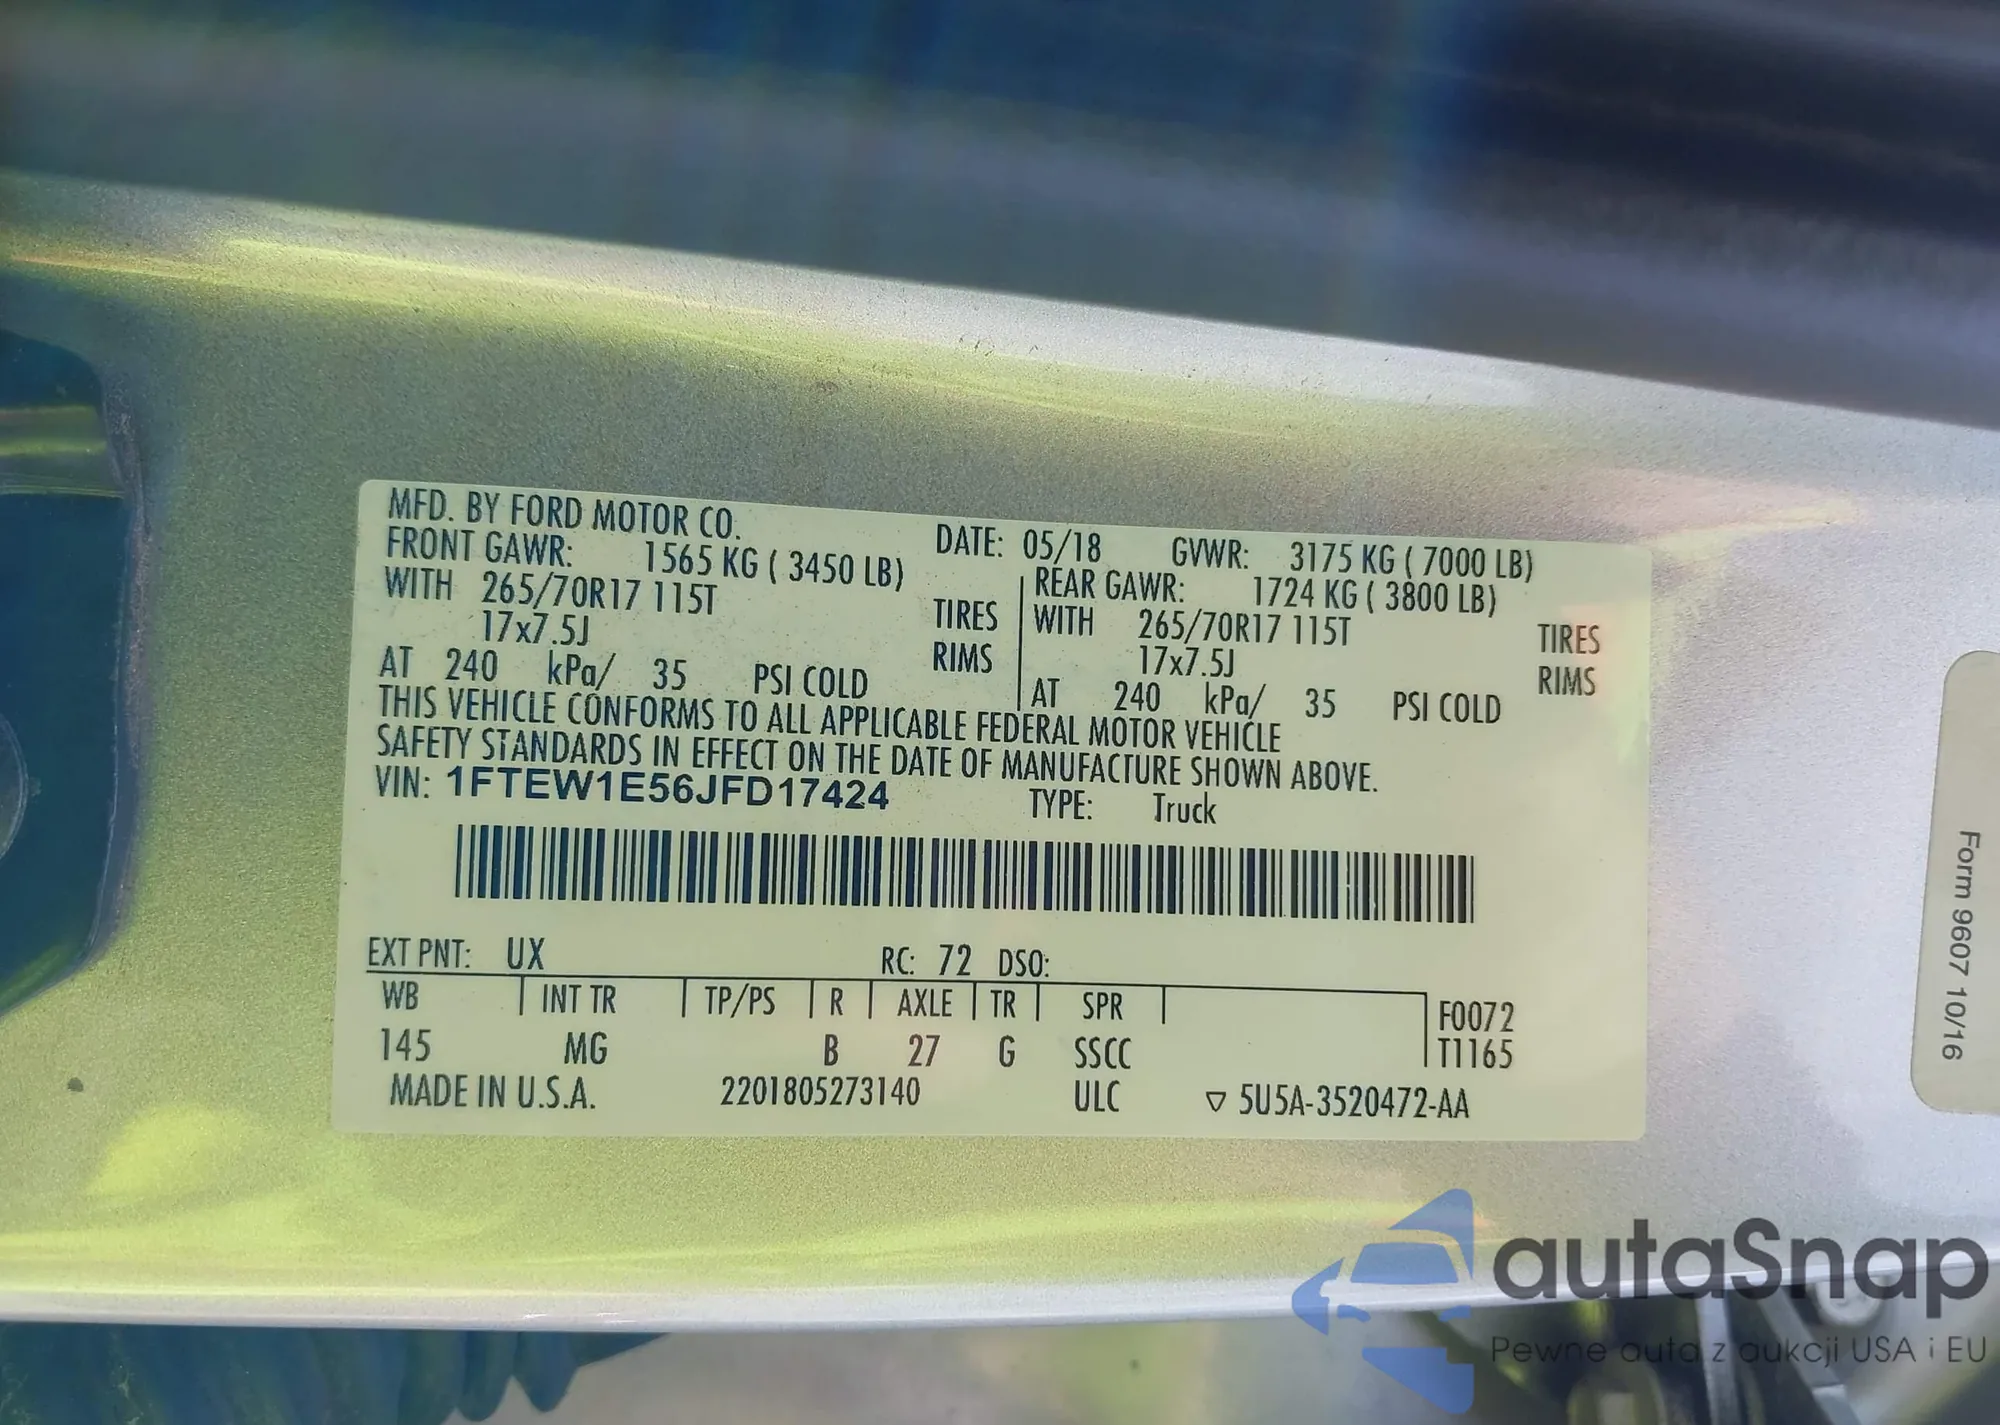 MFD. BY FORD MOTOR CO.
DATE: 05/18 GVWR: 3175 KG ( 7000 LB)
FRONT GAWR: 1565 KG ( 3450 LB)
REAR GAWR: 1724 KG ( 3800 LB)
WITH 265/70R17 115T TIRES
WITH 265/70R17 115T TIRES
17x7.5J RIMS
17x7.5J RIMS
AT 240 kPa/ 35 PSI COLD
AT 240 kPa/ 35 PSI COLD
THIS VEHICLE CONFORMS TO ALL APPLICABLE FEDERAL MOTOR VEHICLE
SAFETY STANDARDS IN EFFECT ON THE DATE OF MANUFACTURE SHOWN ABOVE.
VIN: 1FTEW1E56JFD17424 TYPE: Truck
EXT PNT: UX RC: 72 DSO:
WB INT TR TP/PS R AXLE TR SPR F0072
145 MG B 27 G SSCC T1165
MADE IN U.S.A. 2201805273140 ULC ▽ 5U5A-3520472-AA
Form 9607 10/16
autaSnap
Pewne auta z aukcji USA i EU